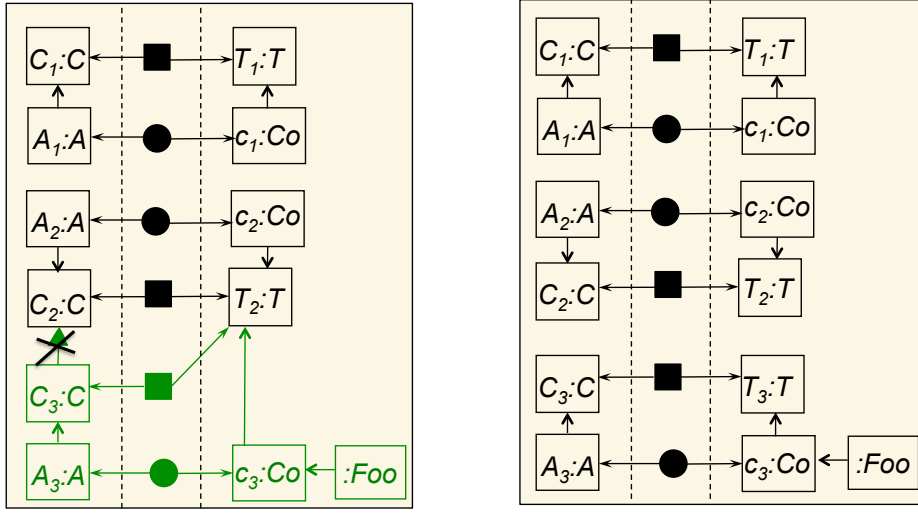 C₁:C T₁:T
A₁:A c₁:Co
A₂:A c₂:Co
C₂:C T₂:T
C₃:C
A₃:A c₃:Co :Foo
C₁:C T₁:T
A₁:A c₁:Co
A₂:A c₂:Co
C₂:C T₂:T
C₃:C T₃:T
A₃:A c₃:Co :Foo